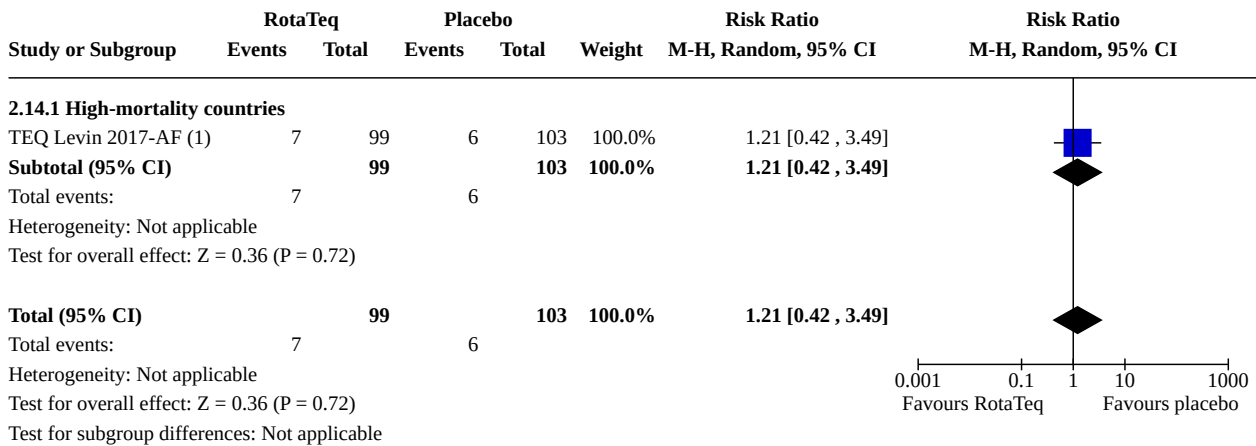 RotaTeq Placebo Risk Ratio Risk Ratio
Study or Subgroup Events Total Events Total Weight M-H, Random, 95% CI M-H, Random, 95% CI
2.14.1 High-mortality countries
TEQ Levin 2017-AF (1) 7 99 6 103 100.0% 1.21 [0.42 , 3.49]
Subtotal (95% CI) 99 103 100.0% 1.21 [0.42 , 3.49]
Total events: 7 6
Heterogeneity: Not applicable
Test for overall effect: Z = 0.36 (P = 0.72)
Total (95% CI) 99 103 100.0% 1.21 [0.42 , 3.49]
Total events: 7 6
Heterogeneity: Not applicable 0.001 0.1 1 10 1000
Test for overall effect: Z = 0.36 (P = 0.72) Favours RotaTeq Favours placebo
Test for subgroup differences: Not applicable